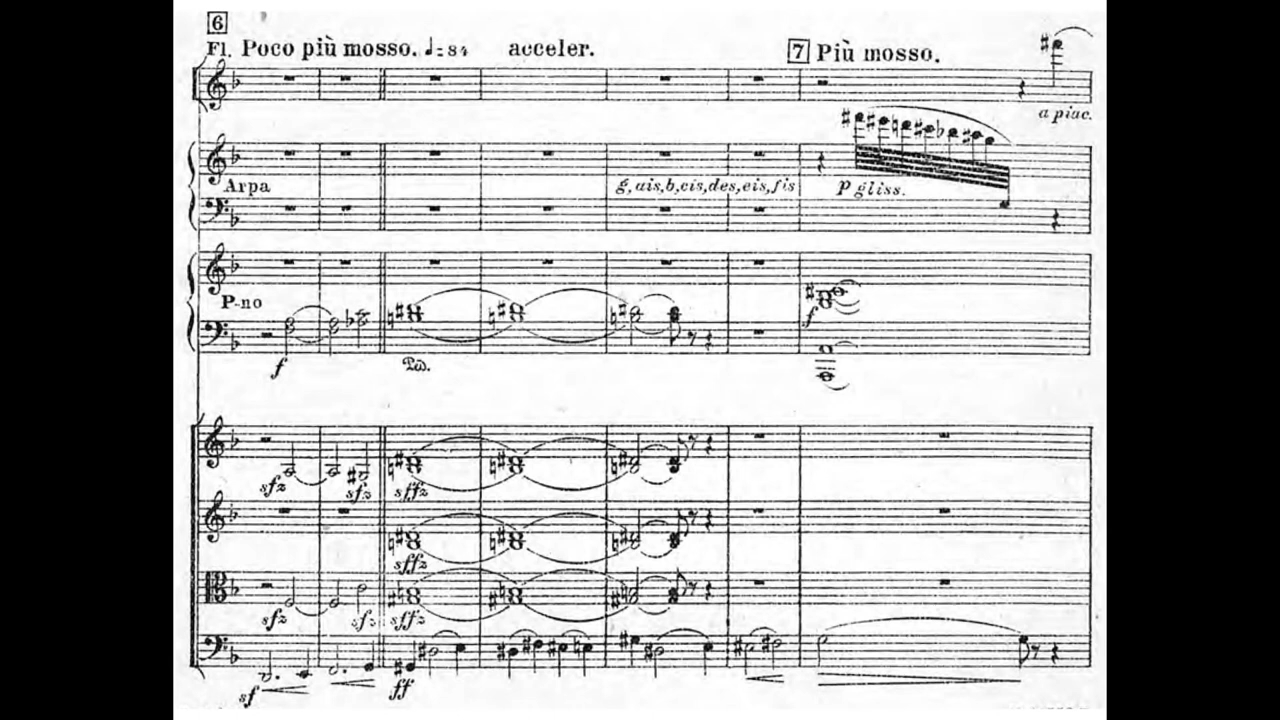 6
Fl. Poco più mosso. ♩=84 acceler. 7 Più mosso.
a piac.
Arpa g, ais, b, cis, des, eis, fis p gliss.
P-no
f
f
Ped.
sfz sfz sffz
sffz
sfz sfz sffz
sf ff